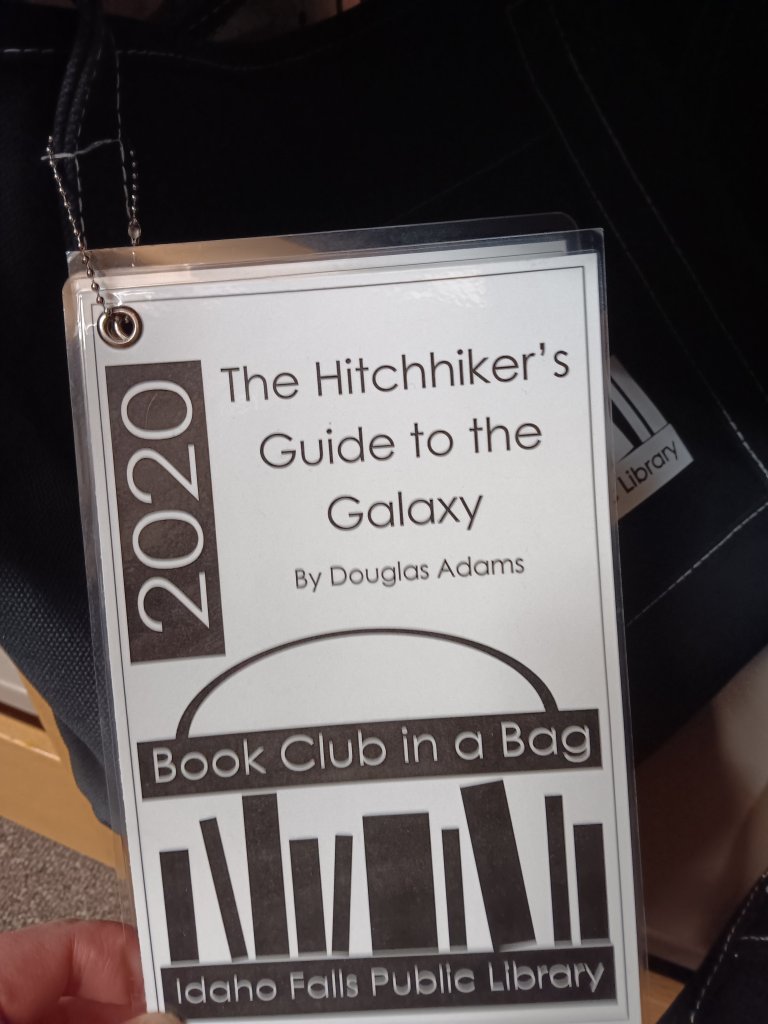 2020
The Hitchhiker's
Guide to the
Galaxy
By Douglas Adams
Book Club in a Bag
Idaho Falls Public Library
Library